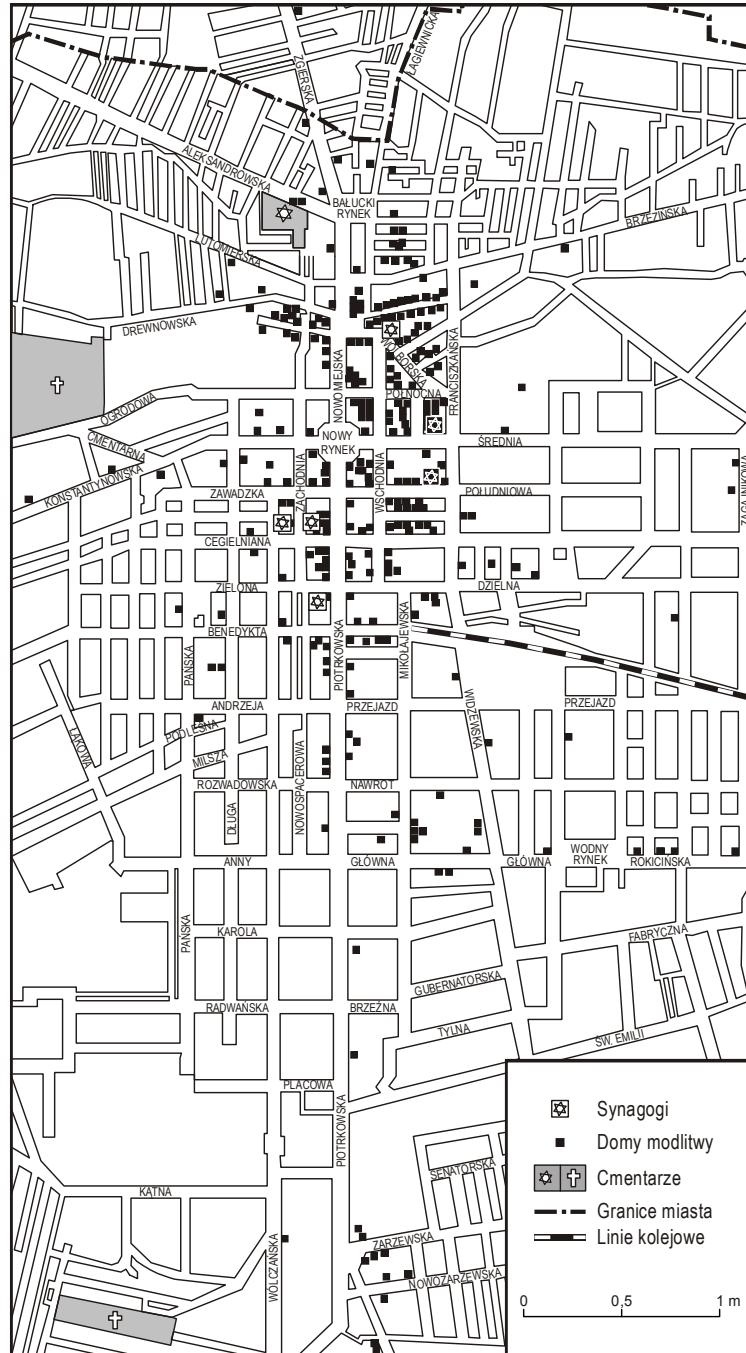 ZGIERSKA
ŁAGIEWNICKA
ALEKSANDROWSKA
BAŁUCKI
RYNEK
BRZEZIŃSKA
LUTOMIERSKA
DREWNOWSKA
WOLBORSKA
NOWOMIEJSKA
FRANCISZKAŃSKA
PÓŁNOCNA
OGRODOWA
CMENTARNA
NOWY
RYNEK
ŚREDNIA
KONSTANTYNOWSKA
ZACHODNIA
WSCHODNIA
ZAWADZKA
POŁUDNIOWA
ZAGAJNIKOWA
CEGIELNIANA
ZIELONA
DZIELNA
BENEDYKTA
PAŃSKA
PIOTRKOWSKA
MIKOŁAJEWSKA
ANDRZEJA
PRZEJAZD
WIDZEWSKA
PRZEJAZD
ŁĄKOWA
PODLEŚNA
MILSZA
NOWOSPACEROWA
ROZWADOWSKA
NAWROT
DŁUGA
ANNY
GŁÓWNA
GŁÓWNA
WODNY
RYNEK
ROKICIŃSKA
PAŃSKA
KAROLA
FABRYCZNA
GUBERNATORSKA
RADWAŃSKA
BRZEŹNA
TYLNA
ŚW. EMILII
PLACOWA
PIOTRKOWSKA
SENATORSKA
KĄTNA
WÓLCZAŃSKA
ZARZEWSKA
NOWOZARZEWSKA
Synagogi
Domy modlitwy
Cmentarze
Granice miasta
Linie kolejowe
0 0,5 1 m